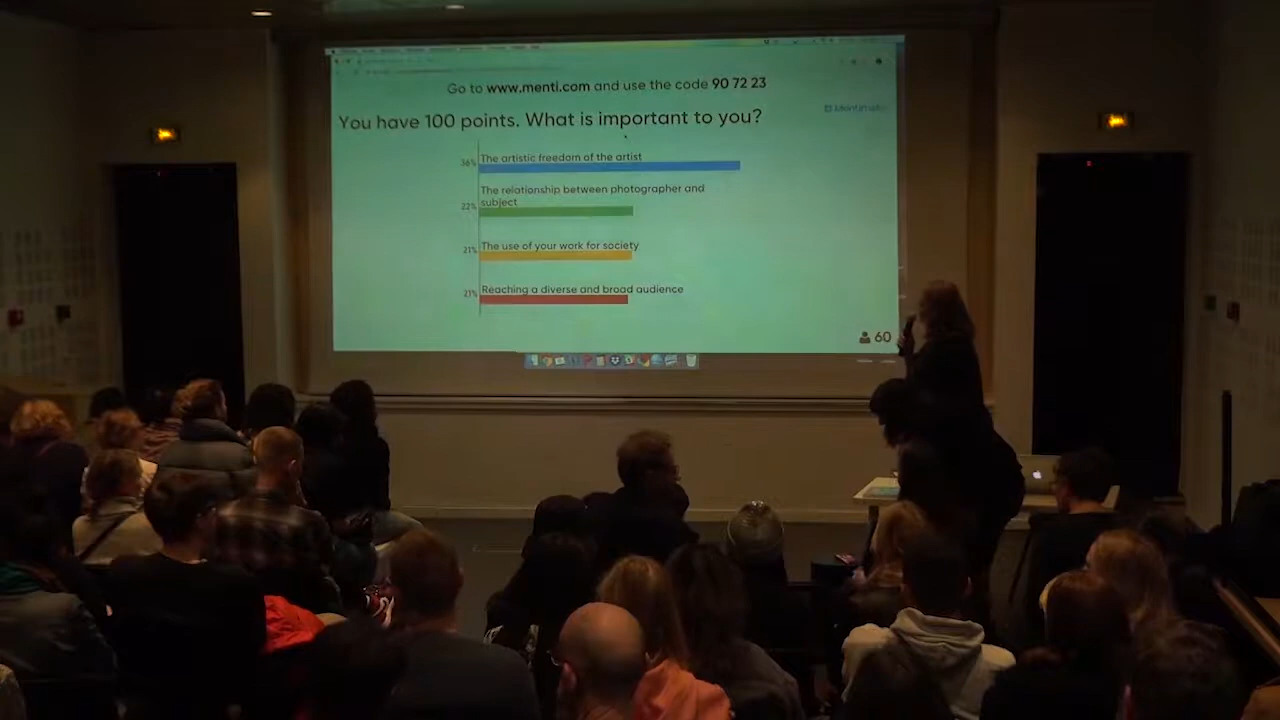 Go to www.menti.com and use the code 90 72 23
Mentimeter
You have 100 points. What is important to you?
36% The artistic freedom of the artist
The relationship between photographer and
22% subject
21% The use of your work for society
21% Reaching a diverse and broad audience
60